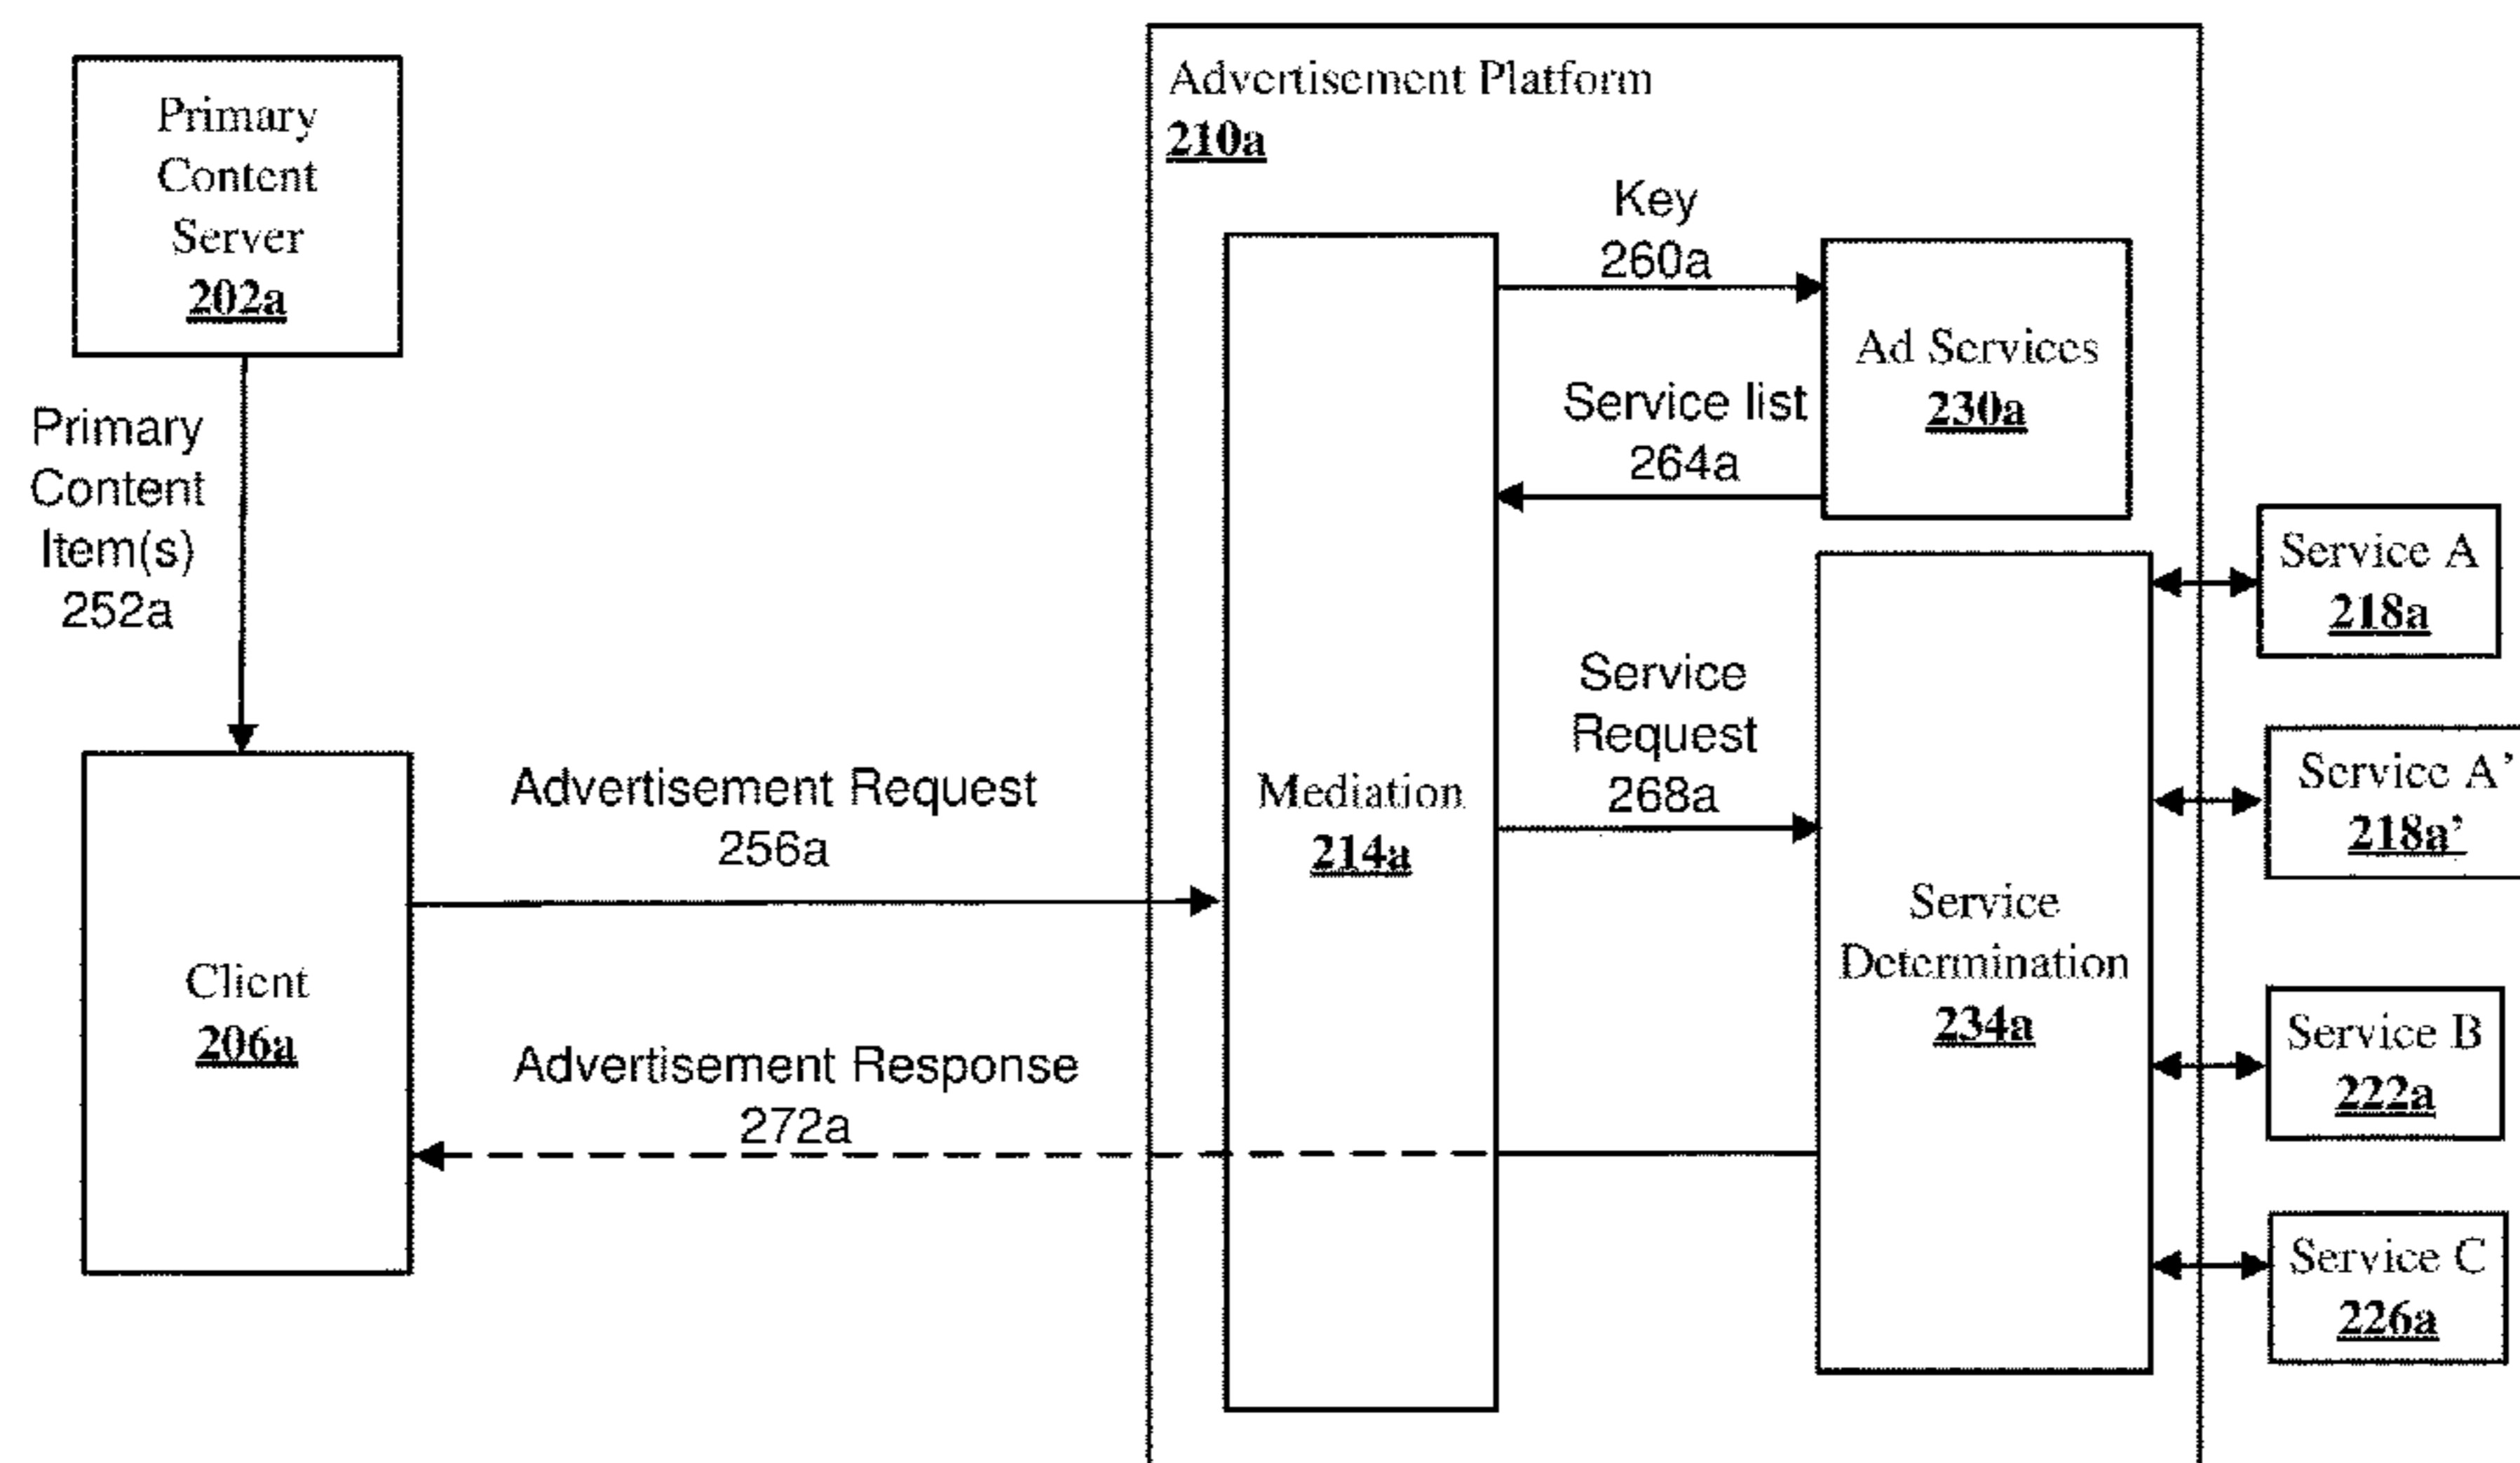 Primary
Content
Server
202a
Primary
Content
Item(s)
252a
Client
206a
Advertisement Request
256a
Advertisement Response
272a
Advertisement Platform
210a
Mediation
214a
Key
260a
Service list
264a
Ad Services
230a
Service
Request
268a
Service
Determination
234a
Service A
218a
Service A’
218a’
Service B
222a
Service C
226a